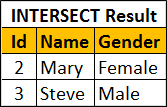 INTERSECT Result
Id Name Gender
2 Mary Female
3 Steve Male